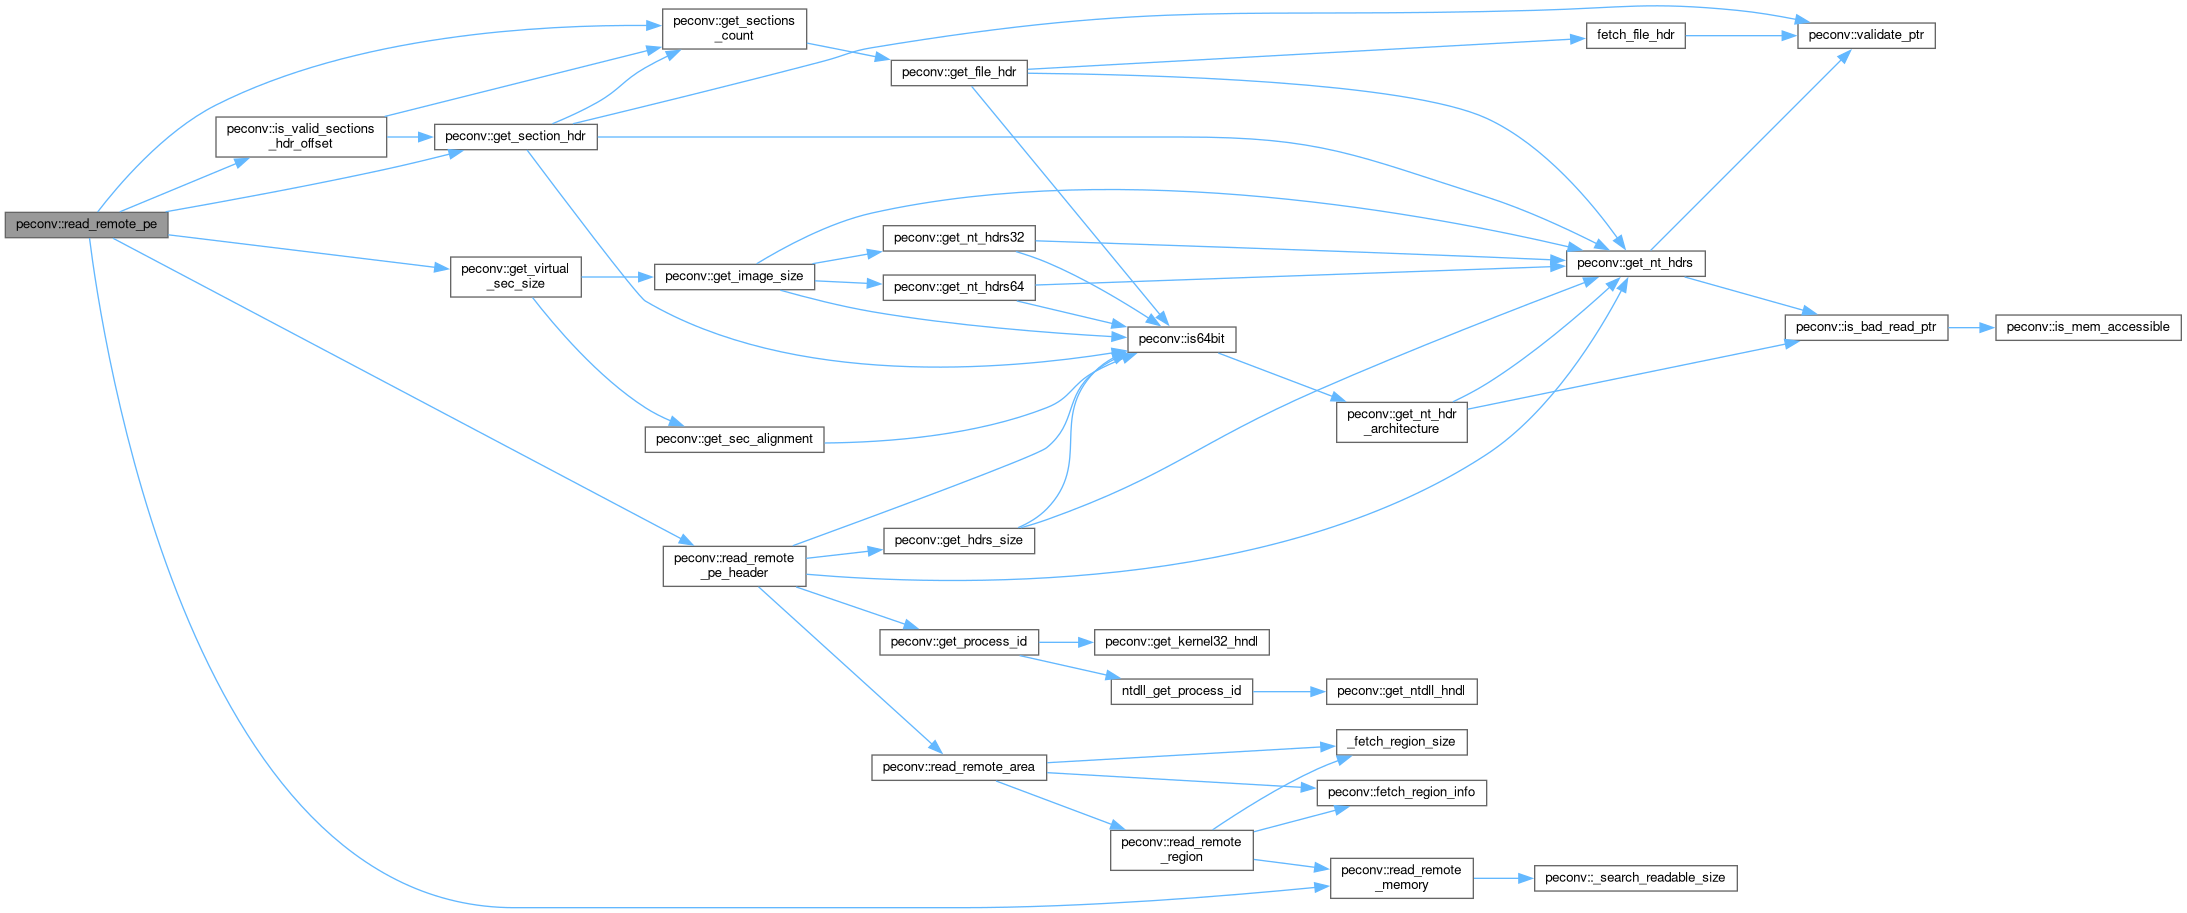 peconv::read_remote_pe
peconv::is_valid_sections
_hdr_offset
peconv::get_section_hdr
peconv::get_virtual
_sec_size
peconv::get_sections
_count
peconv::get_image_size
peconv::get_sec_alignment
peconv::read_remote
_pe_header
peconv::get_file_hdr
peconv::get_nt_hdrs32
peconv::get_nt_hdrs64
peconv::get_hdrs_size
peconv::get_process_id
peconv::read_remote_area
peconv::is64bit
peconv::get_kernel32_hndl
ntdll_get_process_id
peconv::read_remote
_region
peconv::get_nt_hdr
_architecture
peconv::get_ntdll_hndl
_fetch_region_size
peconv::fetch_region_info
peconv::read_remote
_memory
fetch_file_hdr
peconv::get_nt_hdrs
peconv::_search_readable_size
peconv::validate_ptr
peconv::is_bad_read_ptr
peconv::is_mem_accessible